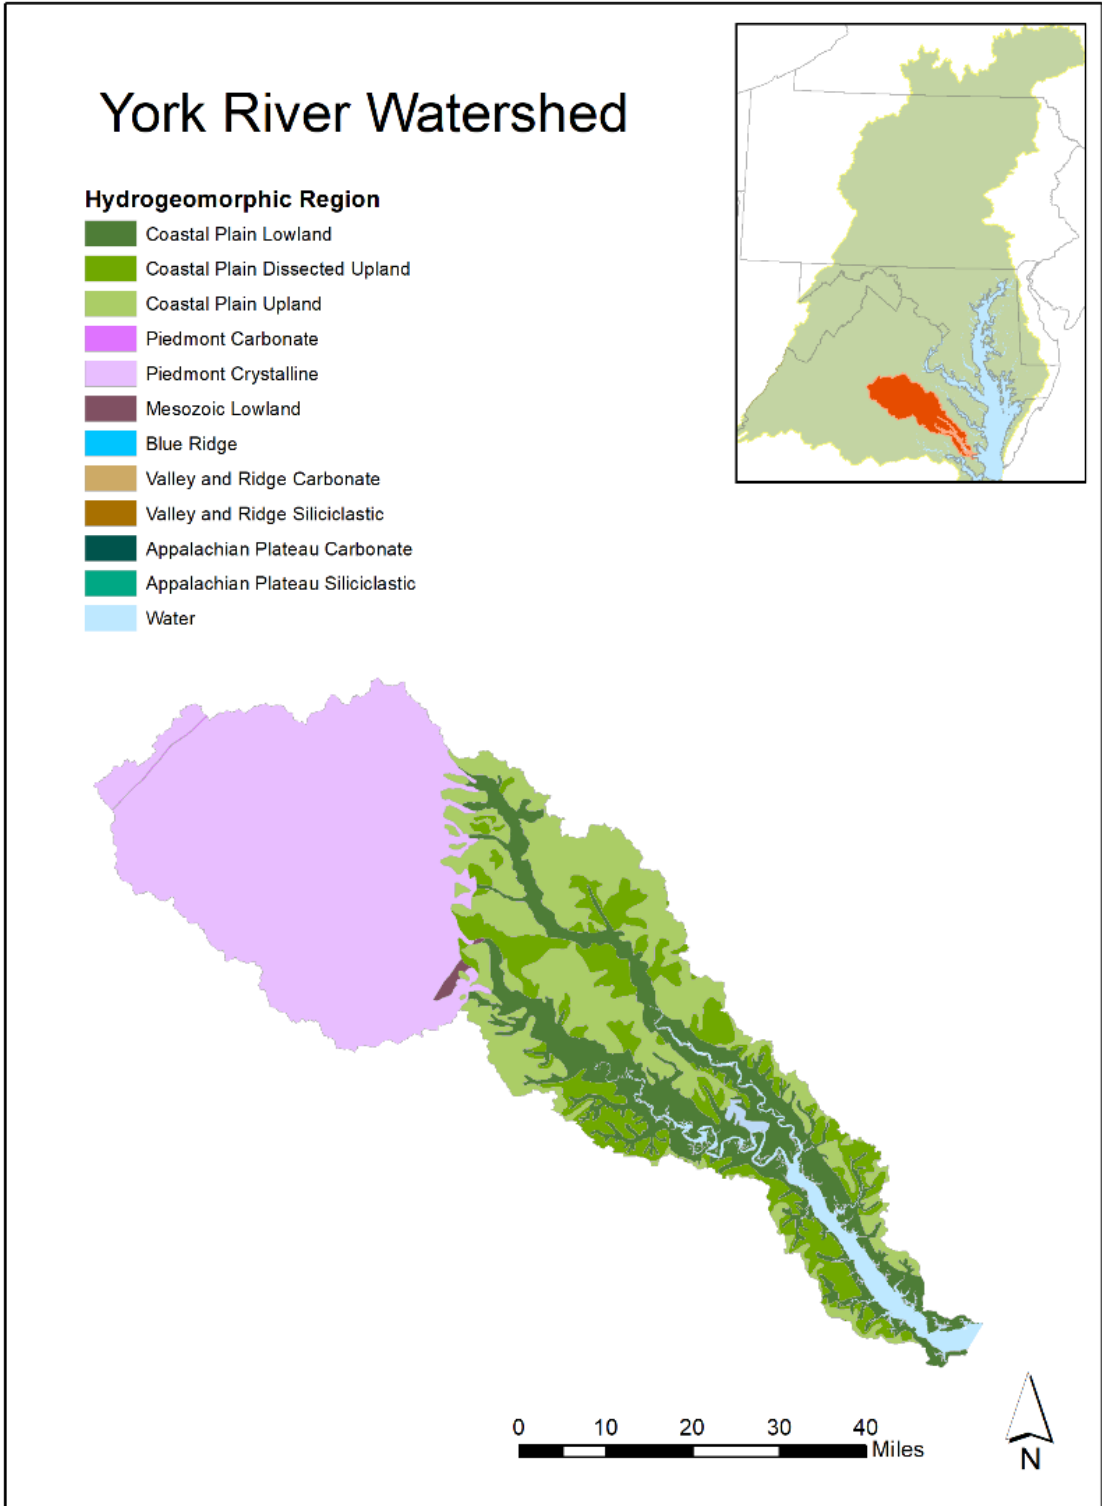 York River Watershed
Hydrogeomorphic Region
Coastal Plain Lowland
Coastal Plain Dissected Upland
Coastal Plain Upland
Piedmont Carbonate
Piedmont Crystalline
Mesozoic Lowland
Blue Ridge
Valley and Ridge Carbonate
Valley and Ridge Siliciclastic
Appalachian Plateau Carbonate
Appalachian Plateau Siliciclastic
Water
0 10 20 30 40
Miles
N